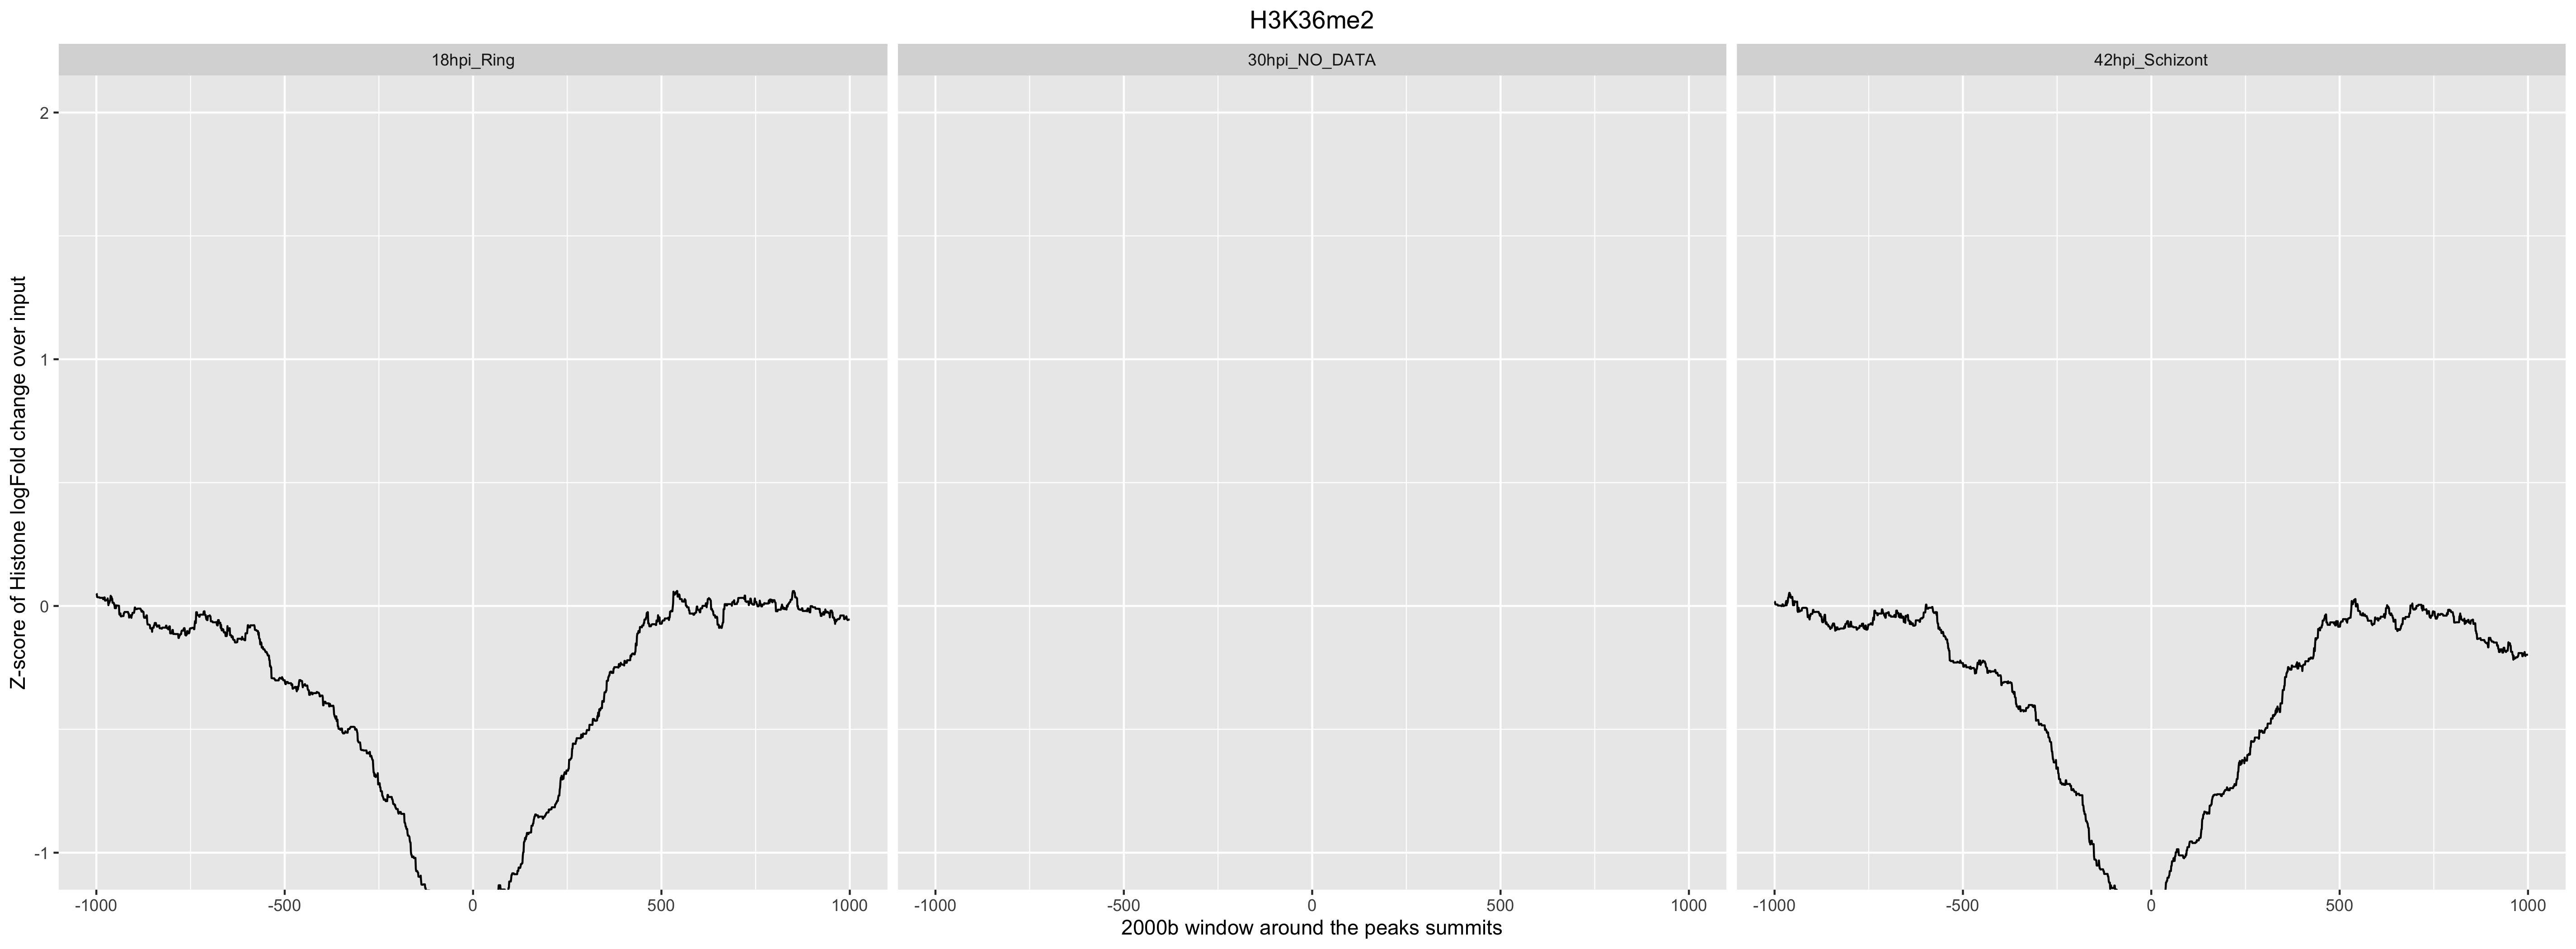 H3K36me2
18hpi_Ring 30hpi_NO_DATA 42hpi_Schizont
Z-score of Histone logFold change over input
2
1
0
-1
-1000 -500 0 500 1000 -1000 -500 0 500 1000 -1000 -500 0 500 1000
2000b window around the peaks summits